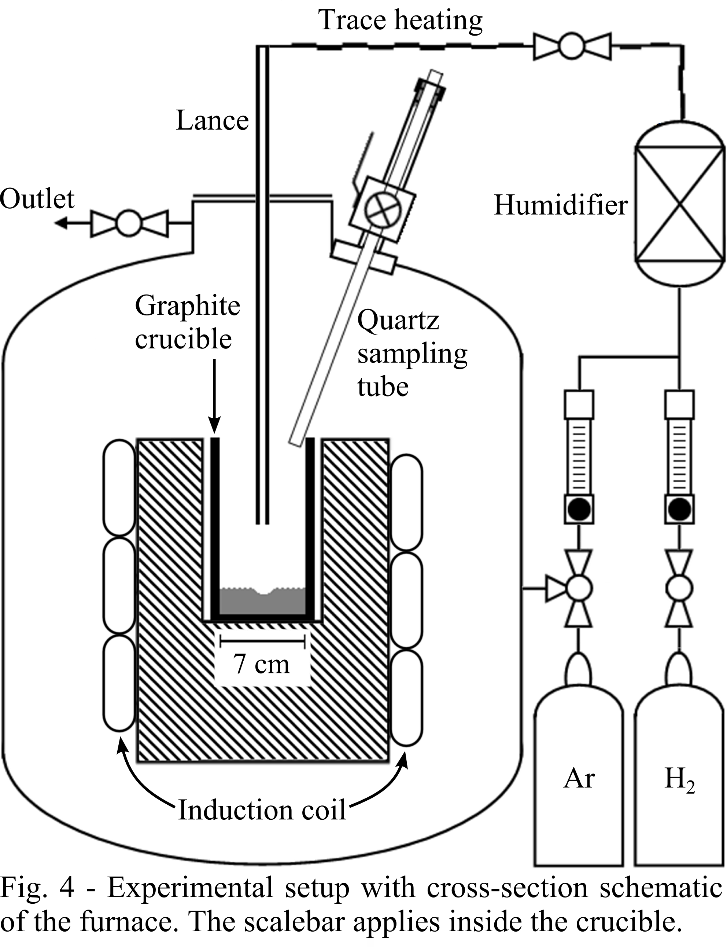 Trace heating
Lance
Outlet
Humidifier
Graphite
crucible
Quartz
sampling
tube
7 cm
Ar
H₂
Induction coil
Fig. 4 - Experimental setup with cross-section schematic
of the furnace. The scalebar applies inside the crucible.